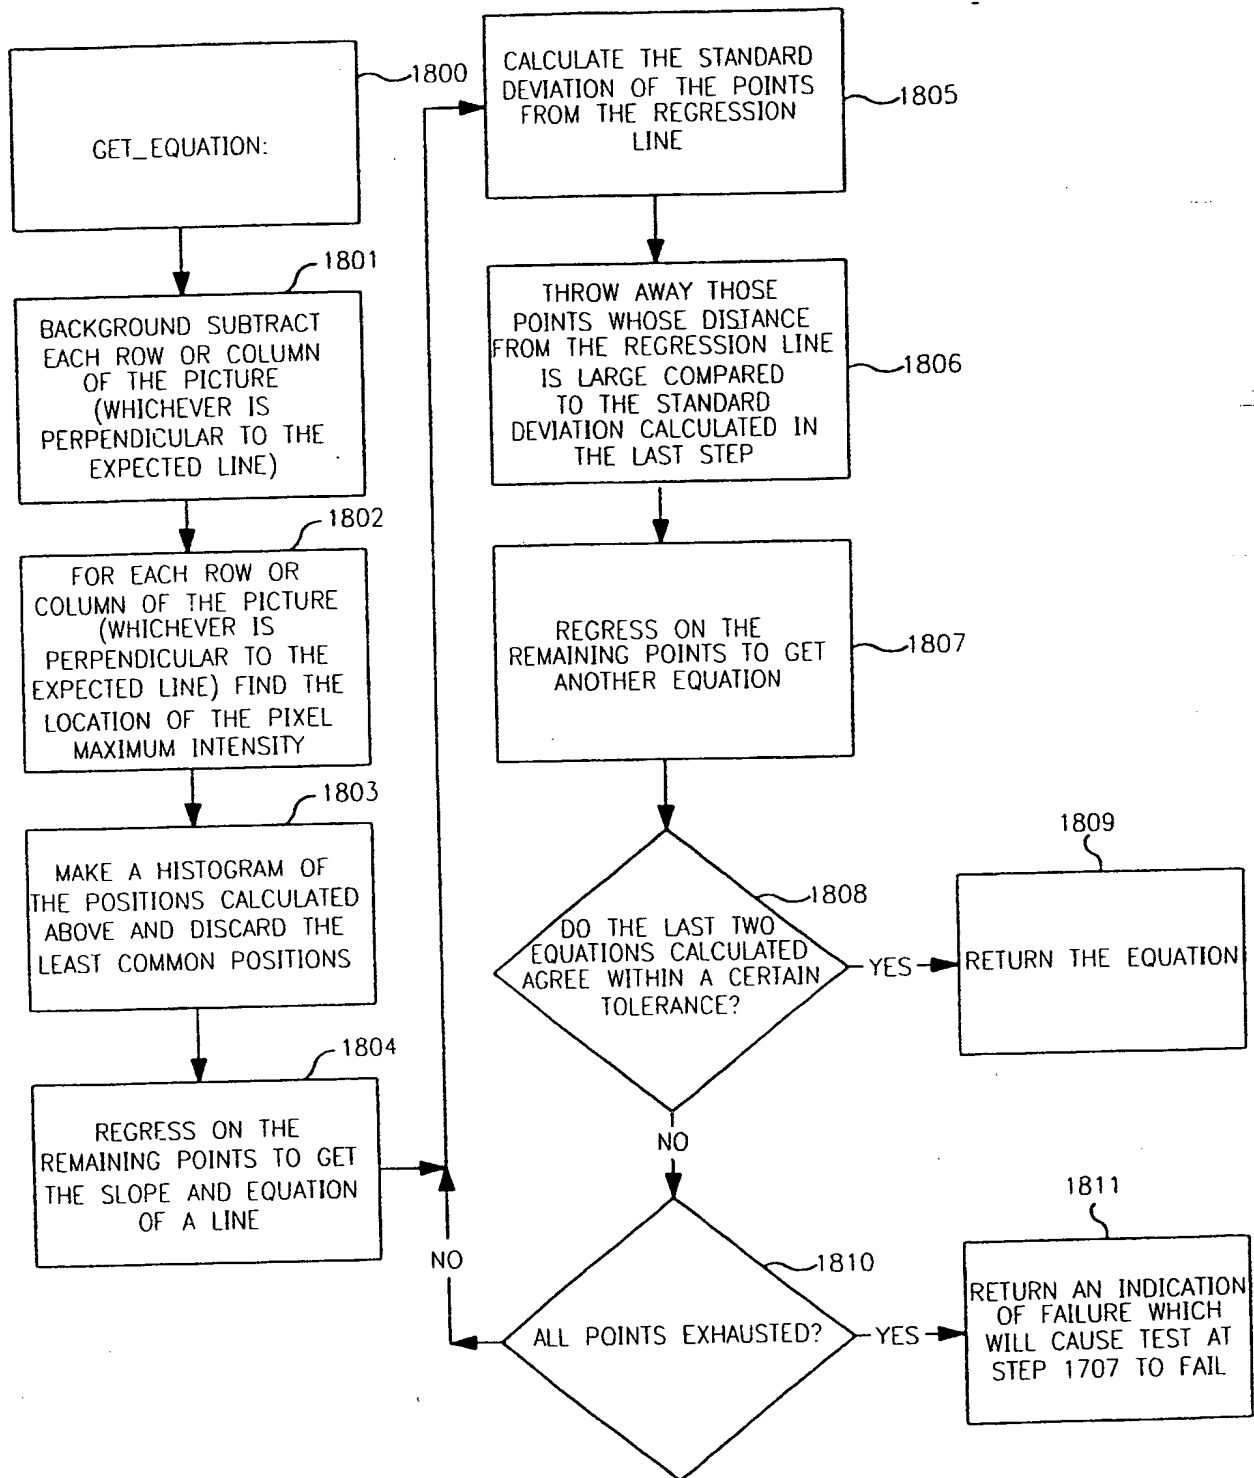 GET_EQUATION:
1800
1801
BACKGROUND SUBTRACT
EACH ROW OR COLUMN
OF THE PICTURE
(WHICHEVER IS
PERPENDICULAR TO THE
EXPECTED LINE)
1802
FOR EACH ROW OR
COLUMN OF THE PICTURE
(WHICHEVER IS
PERPENDICULAR TO THE
EXPECTED LINE) FIND THE
LOCATION OF THE PIXEL
MAXIMUM INTENSITY
1803
MAKE A HISTOGRAM OF
THE POSITIONS CALCULATED
ABOVE AND DISCARD THE
LEAST COMMON POSITIONS
1804
REGRESS ON THE
REMAINING POINTS TO GET
THE SLOPE AND EQUATION
OF A LINE
CALCULATE THE STANDARD
DEVIATION OF THE POINTS
FROM THE REGRESSION
LINE
1805
THROW AWAY THOSE
POINTS WHOSE DISTANCE
FROM THE REGRESSION LINE
IS LARGE COMPARED
TO THE STANDARD
DEVIATION CALCULATED IN
THE LAST STEP
1806
REGRESS ON THE
REMAINING POINTS TO GET
ANOTHER EQUATION
1807
1808
DO THE LAST TWO
EQUATIONS CALCULATED
AGREE WITHIN A CERTAIN
TOLERANCE?
YES
1809
RETURN THE EQUATION
NO
1810
ALL POINTS EXHAUSTED?
NO
YES
1811
RETURN AN INDICATION
OF FAILURE WHICH
WILL CAUSE TEST AT
STEP 1707 TO FAIL